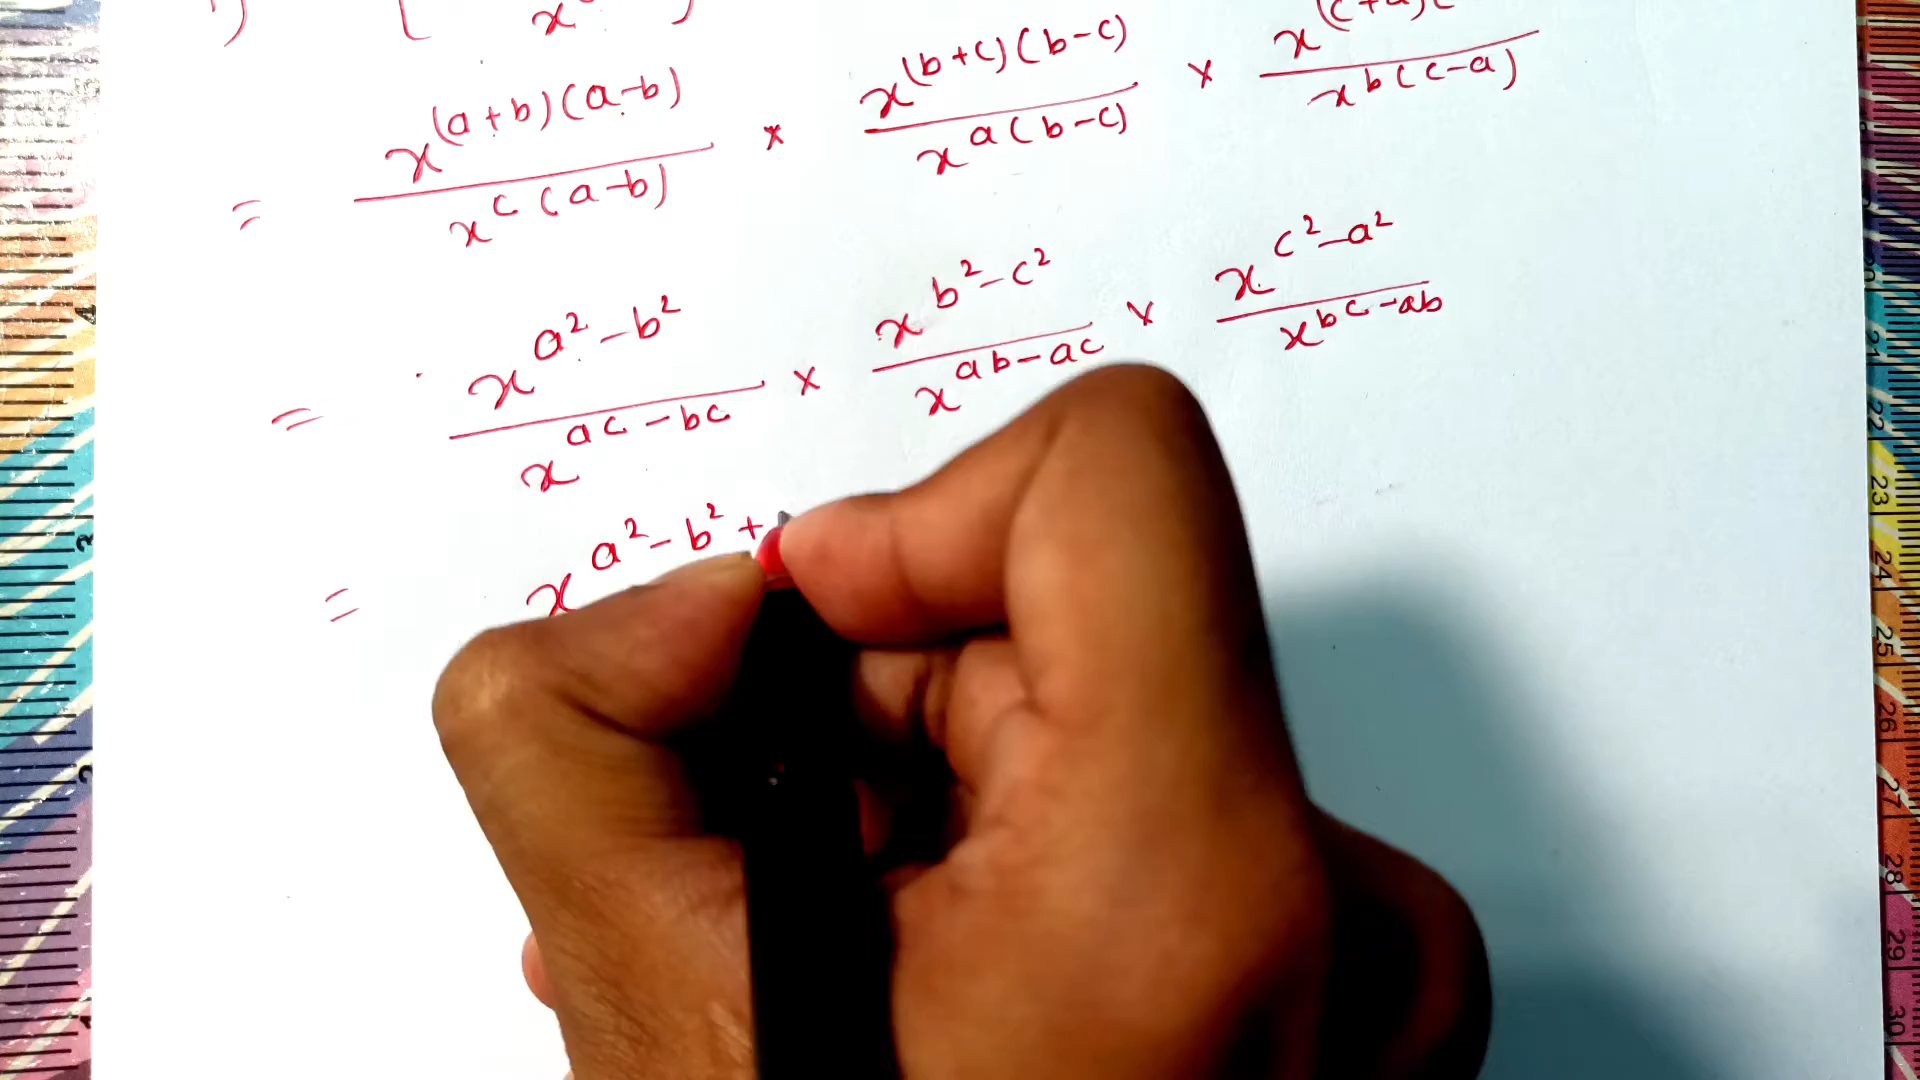 x^(a+b)(a-b) / x^c(a-b) × x^(b+c)(b-c) / x^a(b-c) × x^(c+a)( / x^b(c-a)
= x^a²-b² / x^ac-bc × x^b²-c² / x^ab-ac × x^c²-a² / x^bc-ab
= x^a²-b²+